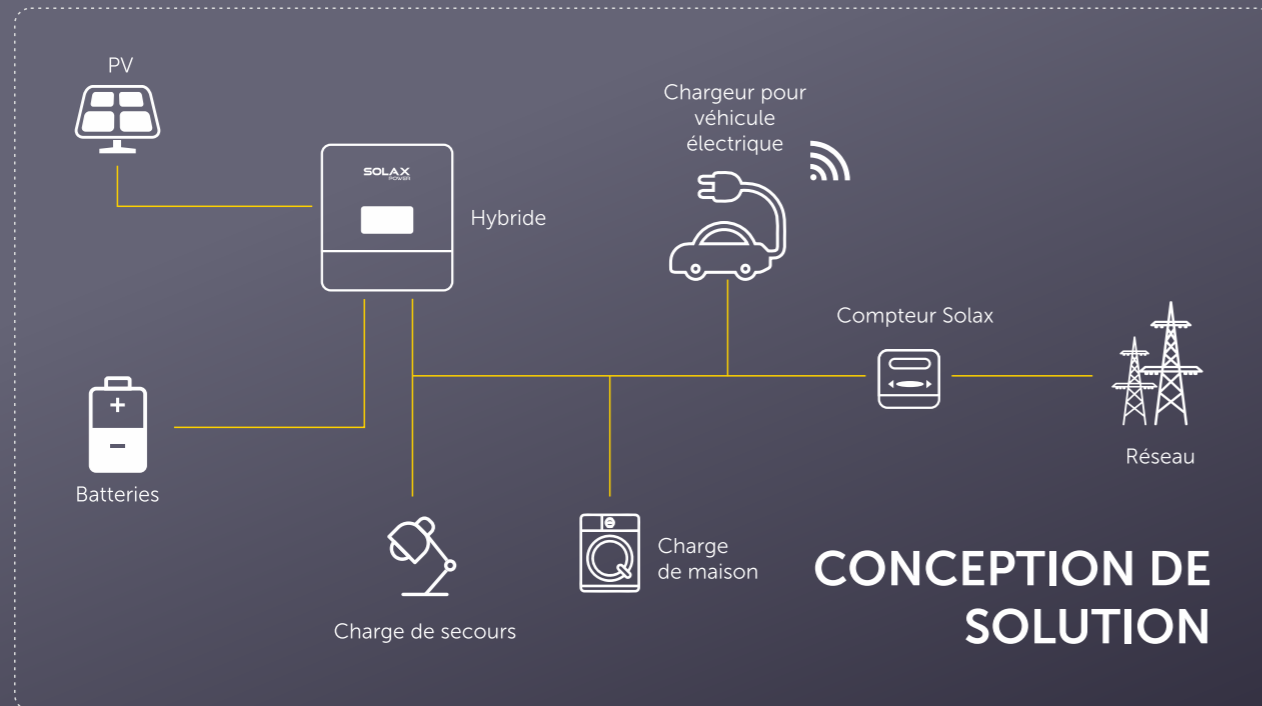 PV
Chargeur pour
véhicule
électrique
SOLAX
POWER
Hybride
Compteur Solax
Réseau
Batteries
Charge
de maison
Charge de secours
CONCEPTION DE
SOLUTION